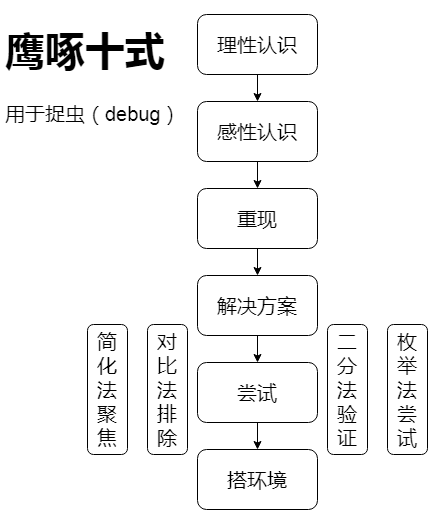 鹰啄十式
用于捉虫（debug）
理性认识
感性认识
重现
解决方案
简化法聚焦
对比法排除
尝试
二分法验证
枚举法尝试
搭环境